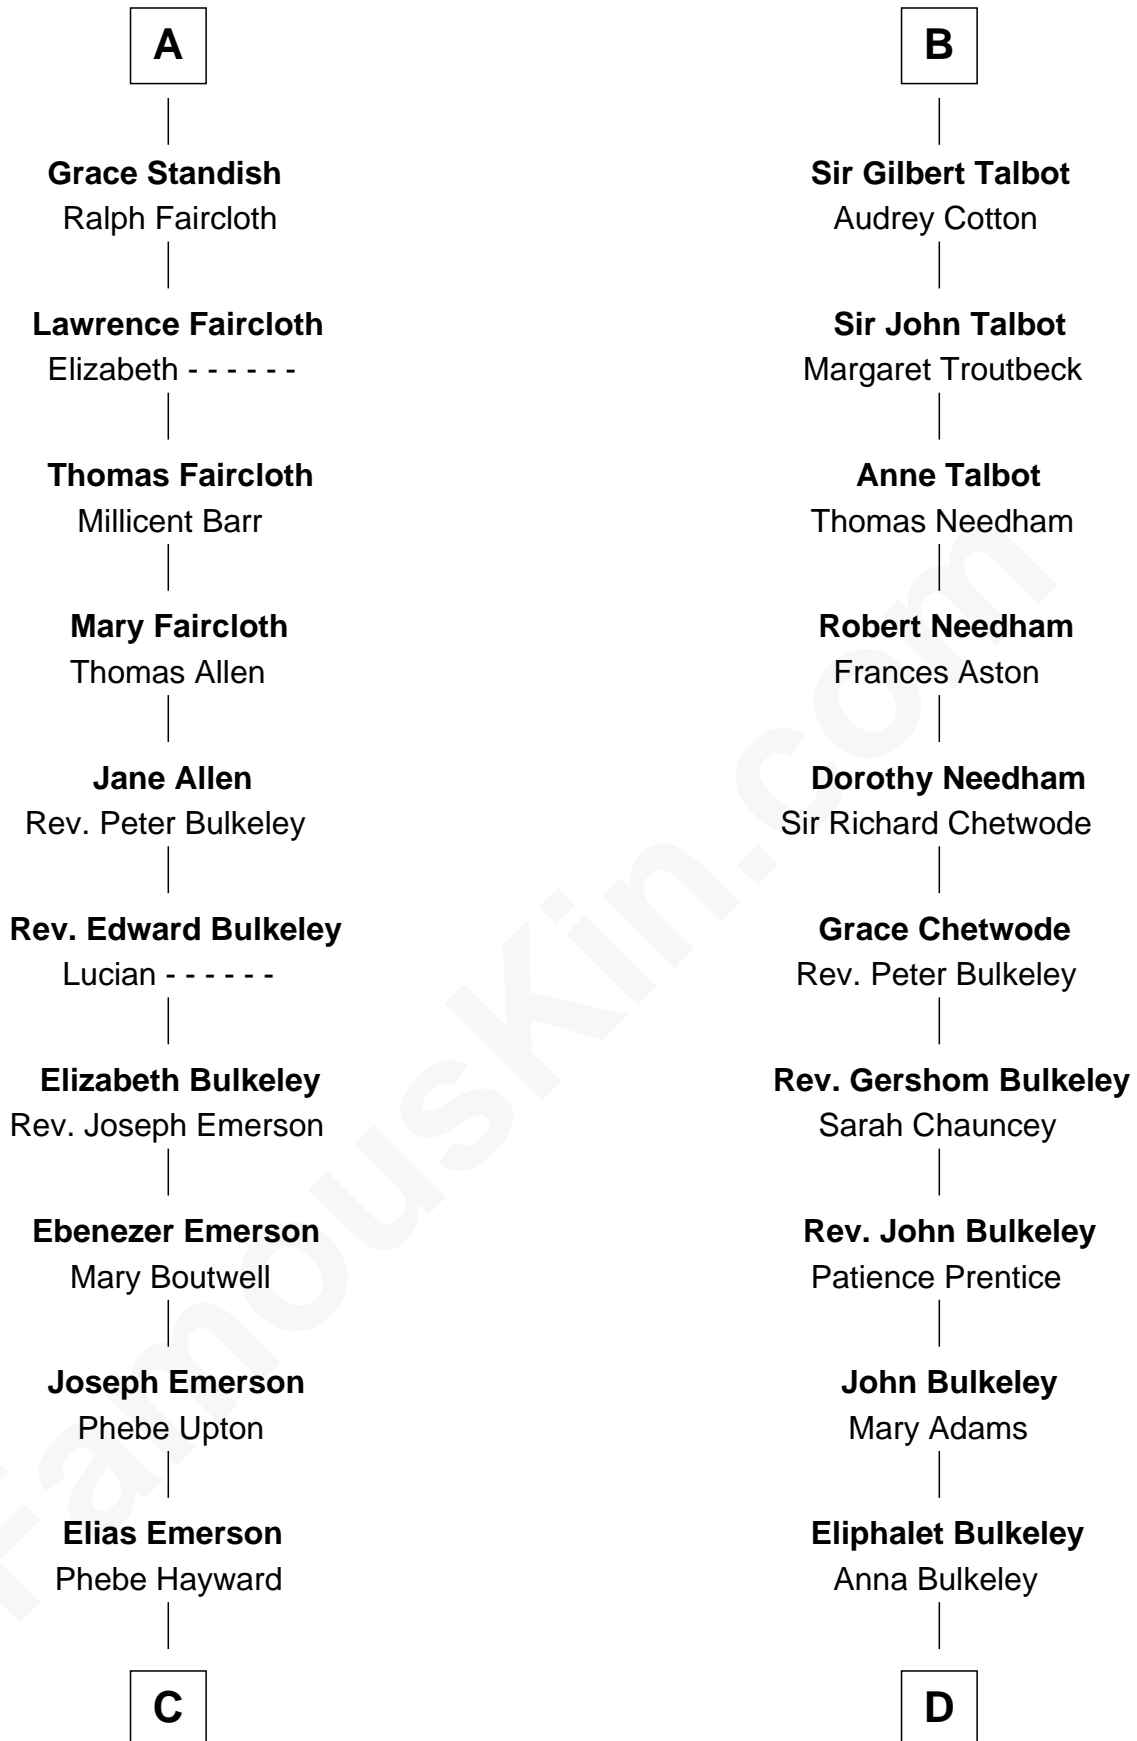 A
Grace Standish
Ralph Faircloth
Lawrence Faircloth
Elizabeth - - - - - -
Thomas Faircloth
Millicent Barr
Mary Faircloth
Thomas Allen
Jane Allen
Rev. Peter Bulkeley
Rev. Edward Bulkeley
Lucian - - - - - -
Elizabeth Bulkeley
Rev. Joseph Emerson
Ebenezer Emerson
Mary Boutwell
Joseph Emerson
Phebe Upton
Elias Emerson
Phebe Hayward
C
B
Sir Gilbert Talbot
Audrey Cotton
Sir John Talbot
Margaret Troutbeck
Anne Talbot
Thomas Needham
Robert Needham
Frances Aston
Dorothy Needham
Sir Richard Chetwode
Grace Chetwode
Rev. Peter Bulkeley
Rev. Gershom Bulkeley
Sarah Chauncey
Rev. John Bulkeley
Patience Prentice
John Bulkeley
Mary Adams
Eliphalet Bulkeley
Anna Bulkeley
D
FamousKin.com